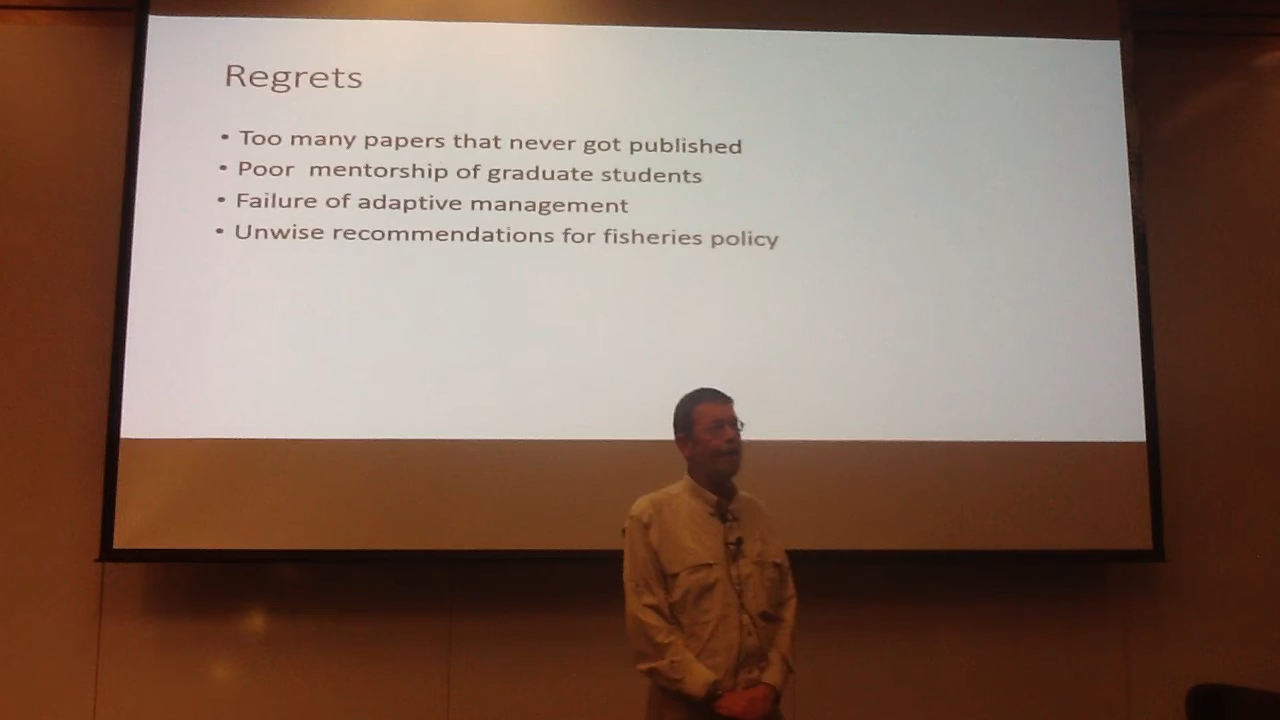 Regrets
• Too many papers that never got published
• Poor mentorship of graduate students
• Failure of adaptive management
• Unwise recommendations for fisheries policy